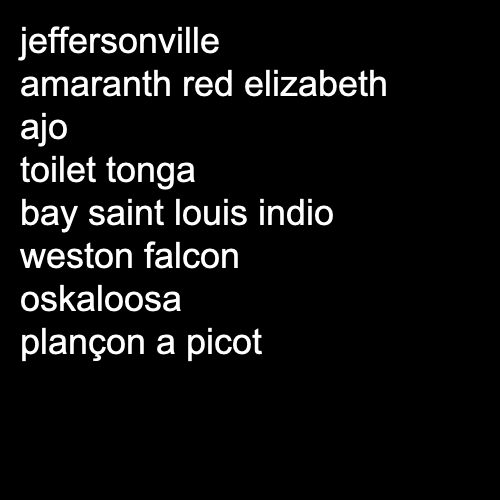 jeffersonville
amaranth red elizabeth
ajo
toilet tonga
bay saint louis indio
weston falcon
oskaloosa
plançon a picot